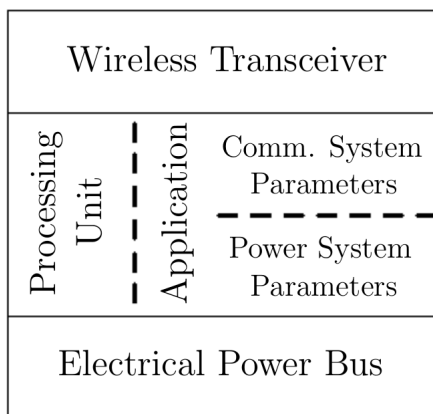 Wireless Transceiver
Processing
Unit
Application
Comm. System
Parameters
Power System
Parameters
Electrical Power Bus